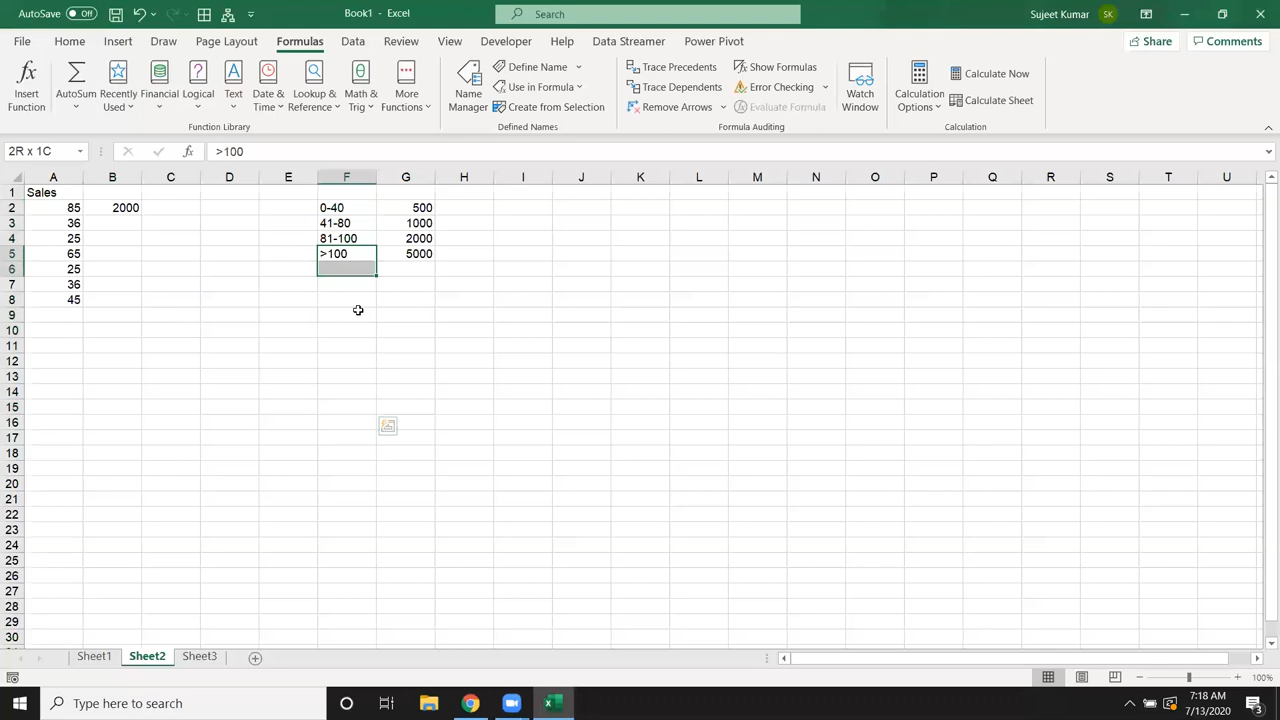 AutoSave Off Book1 - Excel Search Sujeet Kumar SK
File Home Insert Draw Page Layout Formulas Data Review View Developer Help Data Streamer Power Pivot Share Comments
Insert Function AutoSum Recently Used Financial Logical Text Date & Time Lookup & Reference Math & Trig More Functions Name Manager Define Name Use in Formula Create from Selection Trace Precedents Trace Dependents Remove Arrows Show Formulas Error Checking Evaluate Formula Watch Window Calculation Options Calculate Now Calculate Sheet
Function Library Defined Names Formula Auditing Calculation
2R x 1C fx >100
A B C D E F G H I J K L M N O P Q R S T U
1 Sales
2 85 2000 0-40 500
3 36 41-80 1000
4 25 81-100 2000
5 65 >100 5000
6 25
7 36
8 45
9
10
11
12
13
14
15
16
17
18
19
20
21
22
23
24
25
26
27
28
29
30
Sheet1 Sheet2 Sheet3
100%
Type here to search 7:18 AM
7/13/2020 3